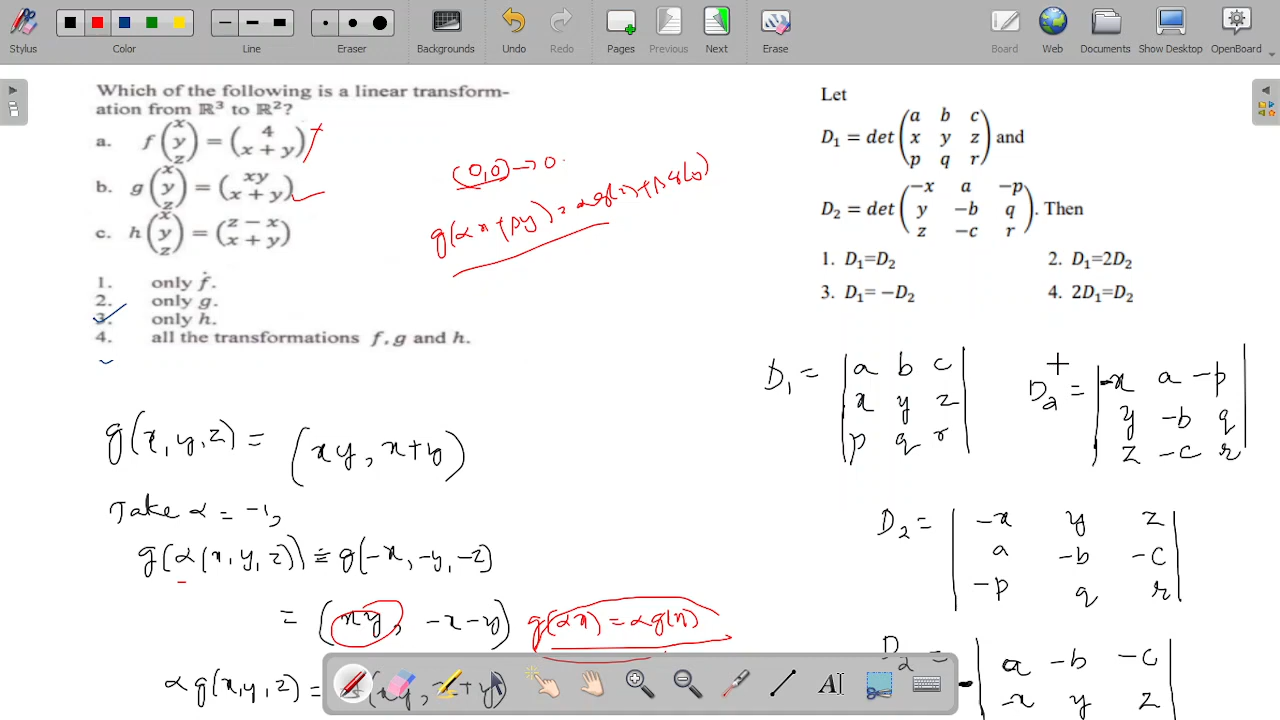 Stylus Color Line Eraser Backgrounds Undo Redo Pages Previous Next Erase Board Web Documents Show Desktop OpenBoard
Which of the following is a linear transform-
ation from ℝ³ to ℝ²?
a. f(x y z) = (4 x + y)
b. g(x y z) = (xy x + y)
c. h(x y z) = (z − x x + y)
1. only f.
2. only g.
3. only h.
4. all the transformations f, g and h.
(0,0) → 0
g(αx+βy) = αg(x)+βg(y)
g(x,y,z) = (xy, x+y)
Take α = -1,
g(α(x,y,z)) = g(-x, -y, -z)
= (xy, -x-y) g(αx) = αg(x)
αg(x,y,z) =
Let
D₁ = det (a b c
x y z
p q r) and
D₂ = det (−x a −p
y −b q
z −c r). Then
1. D₁=D₂ 2. D₁=2D₂
3. D₁= −D₂ 4. 2D₁=D₂
D₁ = |a b c
x y z
p q r|
D₂ = |-x a -p
y -b q
z -c r|
D₂ = |-x y z
a -b -c
-p q r|
D₂ = -|a -b -c
-x y z